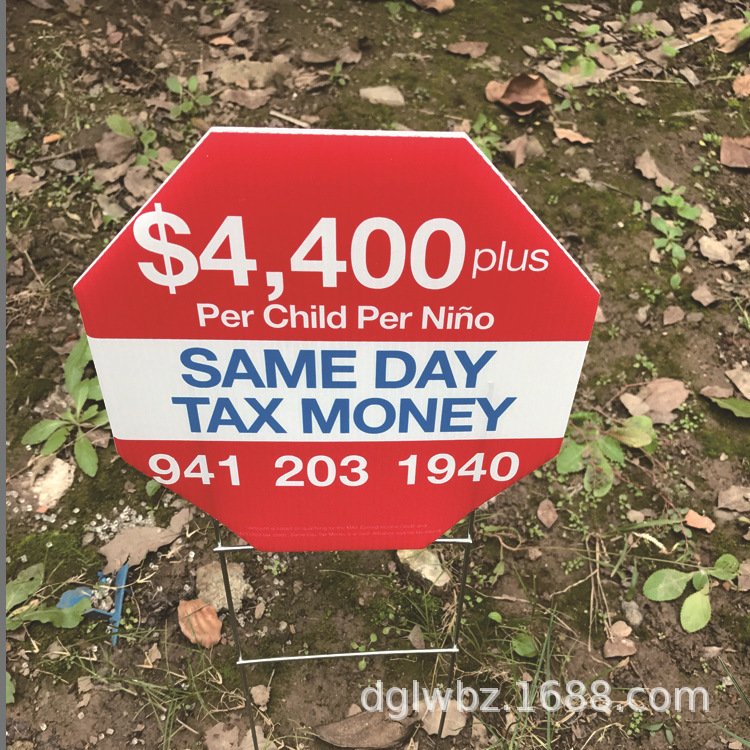 $4,400 plus
Per Child Per Niño
SAME DAY
TAX MONEY
941 203 1940
dglwbz.1688.com